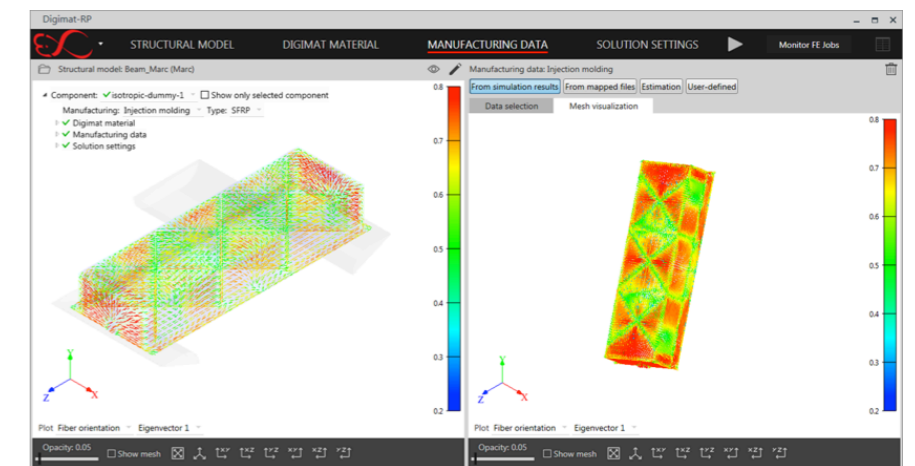 Digimat-RP
STRUCTURAL MODEL DIGIMAT MATERIAL MANUFACTURING DATA SOLUTION SETTINGS Monitor FE Jobs
Structural model: Beam_Marc (Marc)
Component: isotropic-dummy-1 Show only selected component
Manufacturing: Injection molding Type: SFRP
Digimat material
Manufacturing data
Solution settings
0.8
0.7
0.6
0.5
0.4
0.3
0.2
Y
Z X
Plot Fiber orientation Eigenvector 1
Opacity: 0.05 Show mesh
Manufacturing data: Injection molding
From simulation results From mapped files Estimation User-defined
Data selection Mesh visualization
0.8
0.7
0.6
0.5
0.4
0.3
0.2
Y
Z X
Plot Fiber orientation Eigenvector 1
Opacity: 0.05 Show mesh